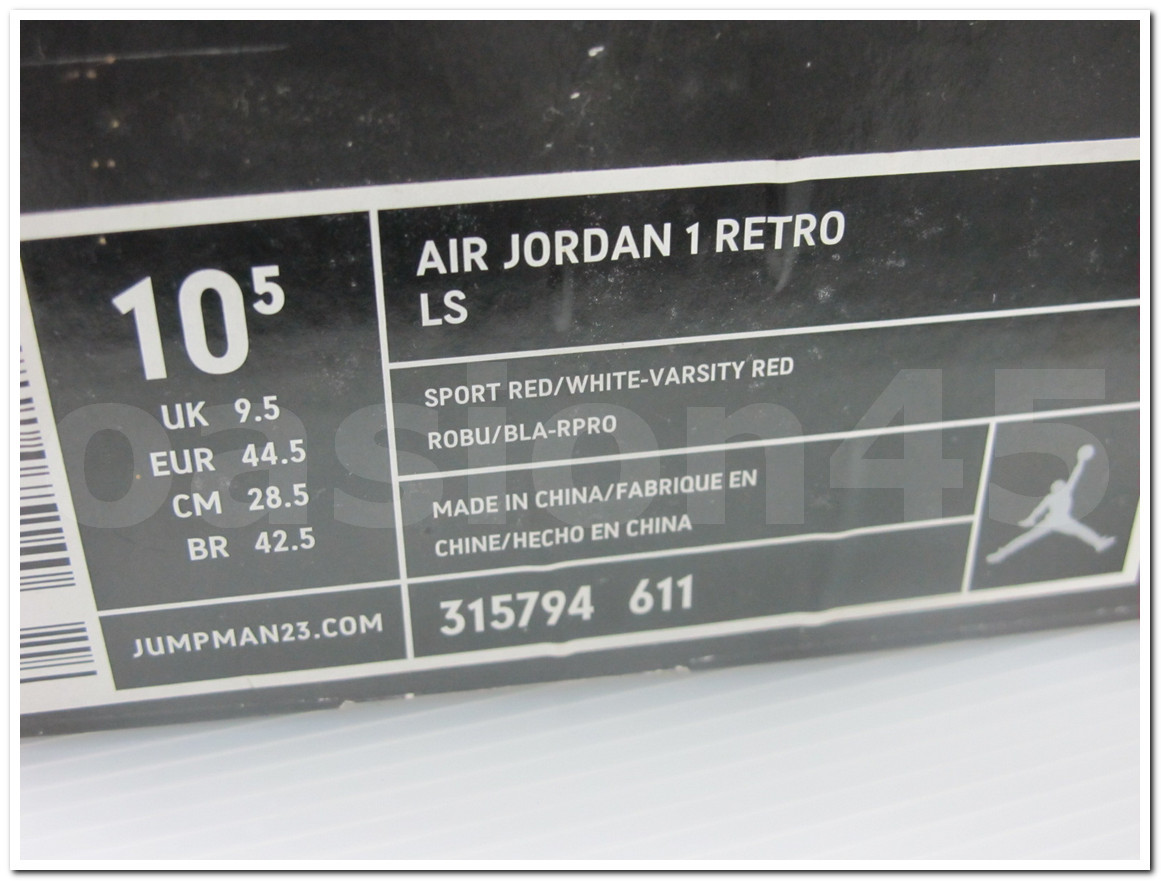 10⁵
UK 9.5
EUR 44.5
CM 28.5
BR 42.5
JUMPMAN23.COM
AIR JORDAN 1 RETRO
LS
SPORT RED/WHITE-VARSITY RED
ROBU/BLA-RPRO
MADE IN CHINA/FABRIQUE EN
CHINE/HECHO EN CHINA
315794 611
oasion45